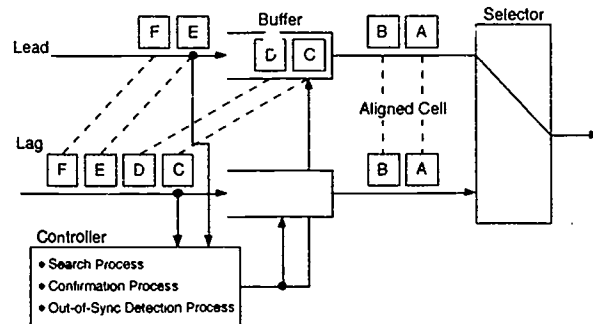 Buffer
Selector
Lead
F E
D C
B A
Aligned Cell
Lag
F E D C
B A
Controller
• Search Process
• Confirmation Process
• Out-of-Sync Detection Process